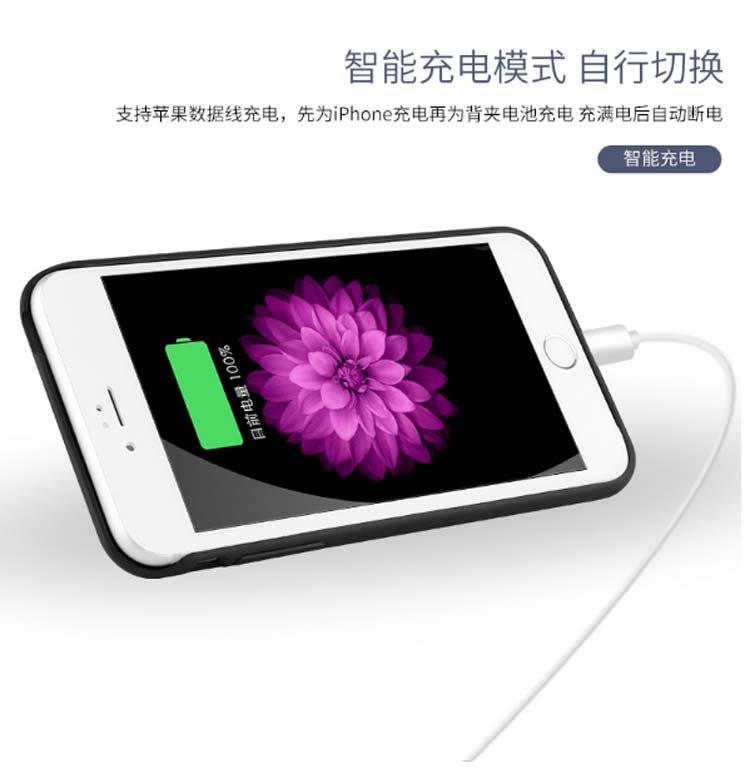 智能充电模式 自行切换
支持苹果数据线充电，先为iPhone充电再为背夹电池充电 充满电后自动断电
智能充电
目前电量 100%